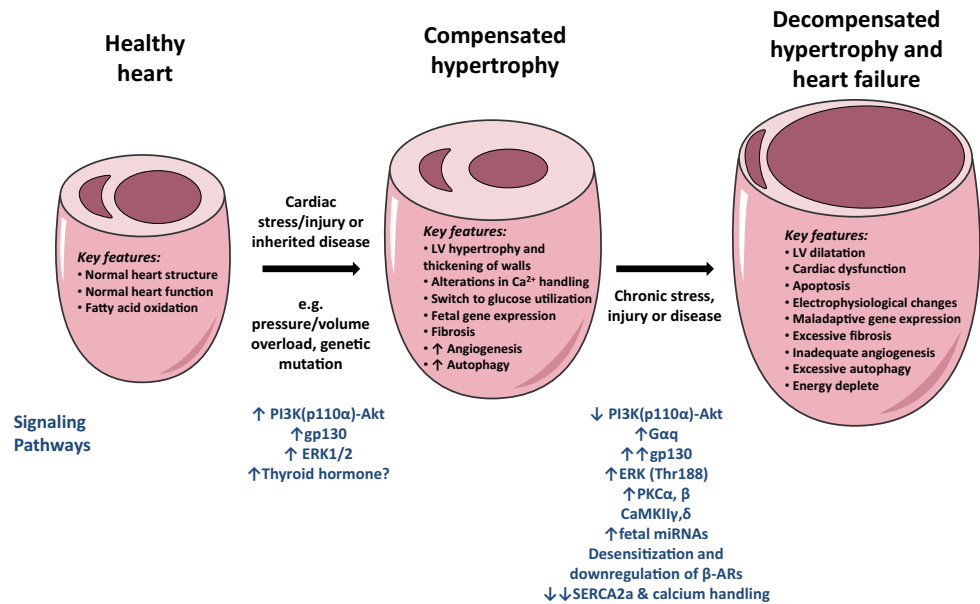 Healthy
heart
Key features:
• Normal heart structure
• Normal heart function
• Fatty acid oxidation
Cardiac
stress/injury or
inherited disease
e.g.
pressure/volume
overload, genetic
mutation
Compensated
hypertrophy
Key features:
• LV hypertrophy and
thickening of walls
• Alterations in Ca²⁺ handling
• Switch to glucose utilization
• Fetal gene expression
• Fibrosis
• ↑ Angiogenesis
• ↑ Autophagy
Chronic stress,
injury or disease
Decompensated
hypertrophy and
heart failure
Key features:
• LV dilatation
• Cardiac dysfunction
• Apoptosis
• Electrophysiological changes
• Maladaptive gene expression
• Excessive fibrosis
• Inadequate angiogenesis
• Excessive autophagy
• Energy deplete
Signaling
Pathways
↑ PI3K(p110α)-Akt
↑gp130
↑ ERK1/2
↑Thyroid hormone?
↓ PI3K(p110α)-Akt
↑Gαq
↑↑gp130
↑ERK (Thr188)
↑PKCα, β
CaMKIIγ,δ
↑fetal miRNAs
Desensitization and
downregulation of β-ARs
↓↓SERCA2a & calcium handling